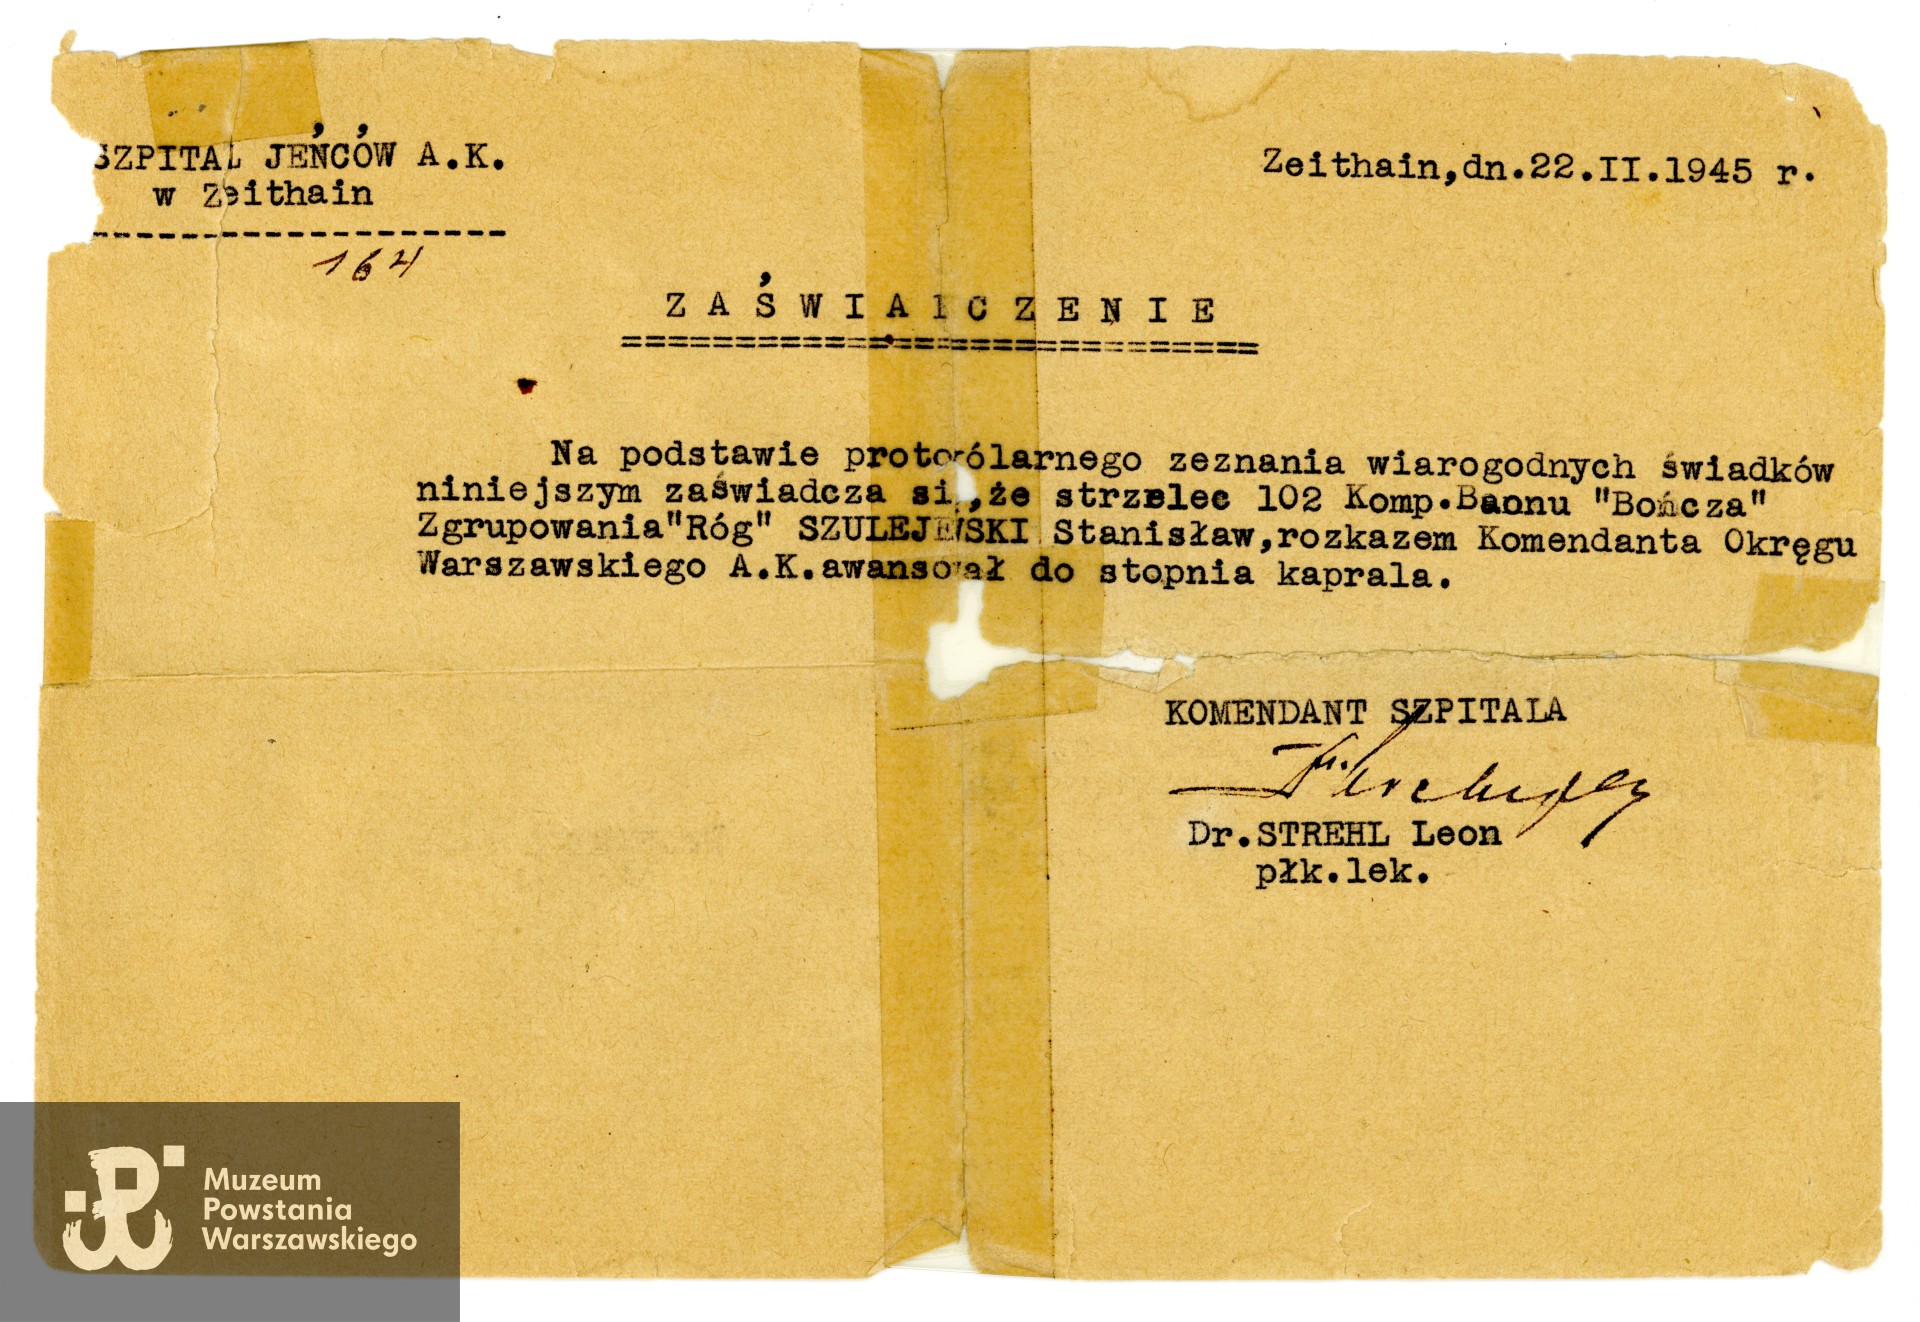 SZPITAL JEŃCÓW A.K.
w Zeithain
Zeithain,dn.22.II.1945 r.
164
ZAŚWIADCZENIE
Na podstawie protokólarnego zeznania wiarogodnych świadków
niniejszym zaświadcza się,że strzelec 102 Komp.Baonu "Bończa"
Zgrupowania"Róg" SZULEJEWSKI Stanisław,rozkazem Komendanta Okręgu
Warszawskiego A.K.awansował do stopnia kaprala.
KOMENDANT SZPITALA
Dr.STREHL Leon
płk.lek.
Muzeum
Powstania
Warszawskiego